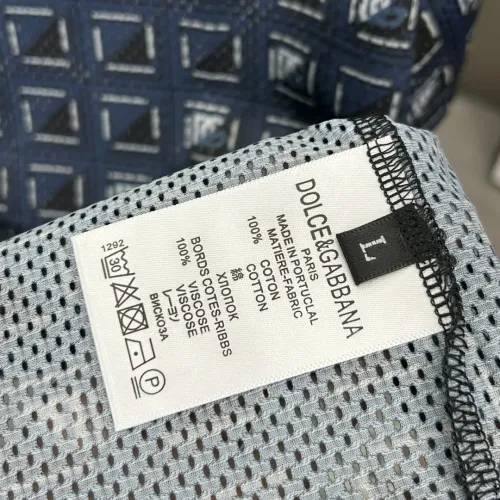 DOLCE&GABBANA
PARIS
MADE IN PORTUCLAL
MATIERE-FABRIC
100% COTON
COTTON
綿
ХЛОПОК
BORDS COTES-RIBBS
100% VISCOSE
VISCOSE
レーヨン
ВИСКОЗА
1292
30
P
L